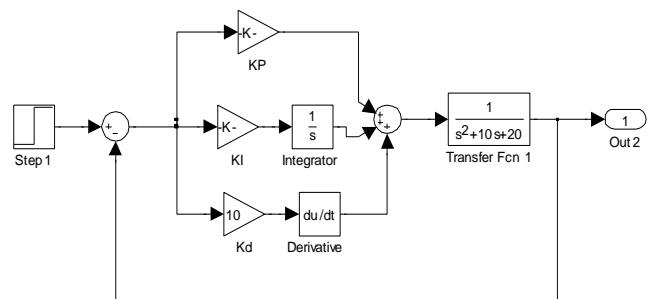 -K-
KP
+
−
Step 1
-K-
KI
1
s
Integrator
+
+
+
1
s²+10s+20
Transfer Fcn 1
1
Out 2
10
Kd
du/dt
Derivative